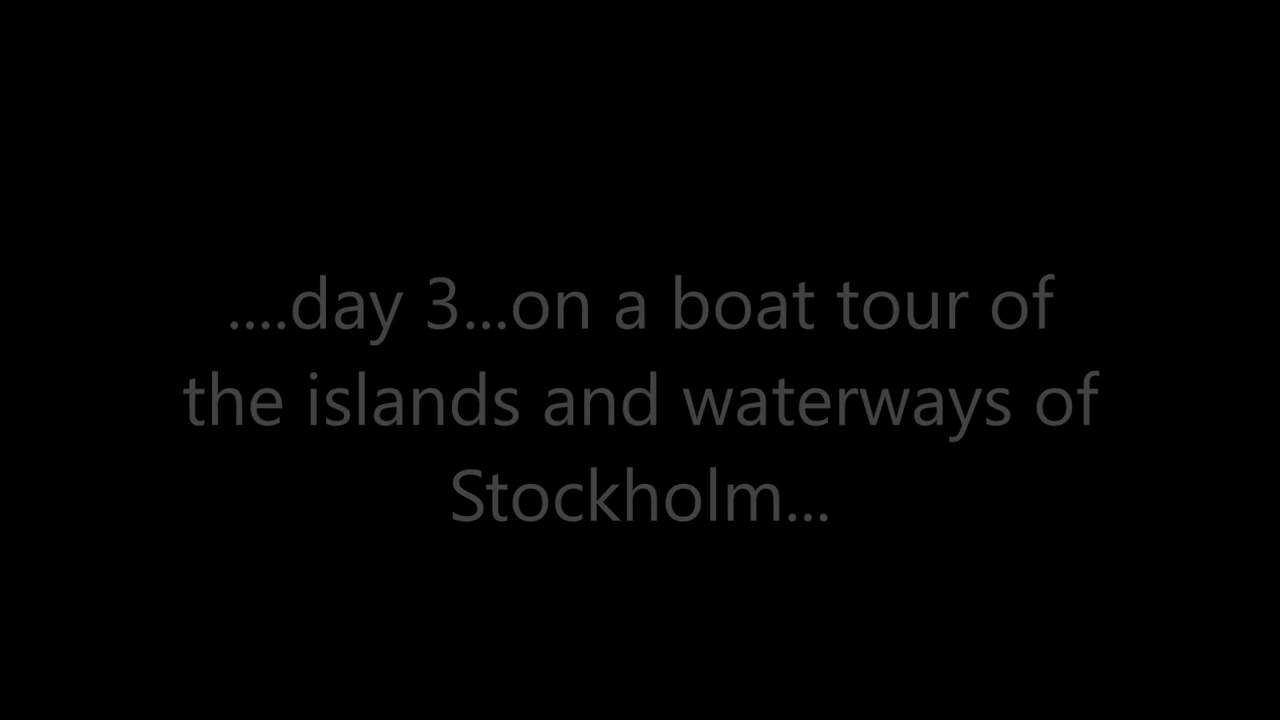 ....day 3...on a boat tour of
the islands and waterways of
Stockholm...